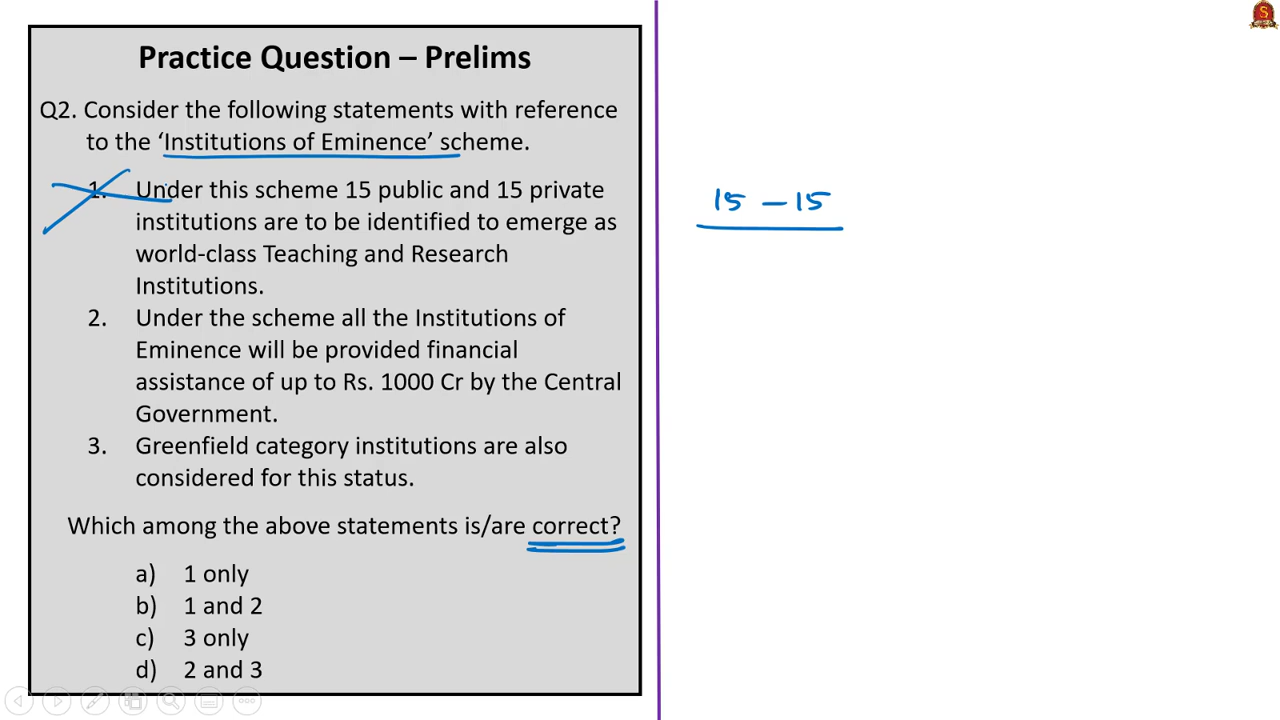 Practice Question – Prelims
Q2. Consider the following statements with reference
to the ‘Institutions of Eminence’ scheme.
1. Under this scheme 15 public and 15 private
institutions are to be identified to emerge as
world-class Teaching and Research
Institutions.
2. Under the scheme all the Institutions of
Eminence will be provided financial
assistance of up to Rs. 1000 Cr by the Central
Government.
3. Greenfield category institutions are also
considered for this status.
Which among the above statements is/are correct?
a) 1 only
b) 1 and 2
c) 3 only
d) 2 and 3
15 – 15
S